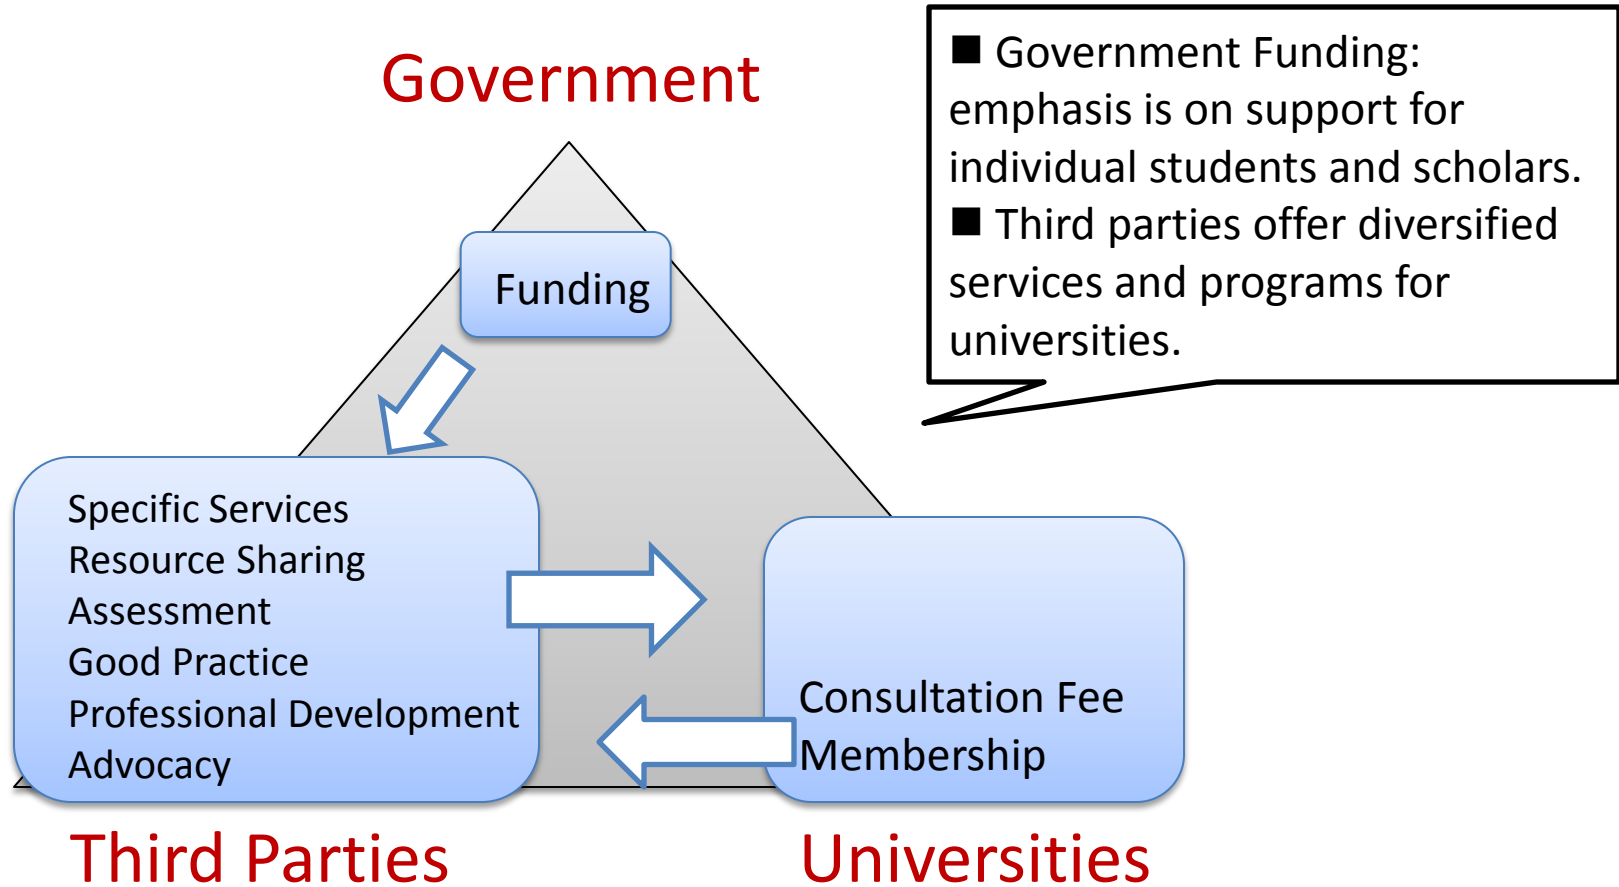 Government
■ Government Funding:
emphasis is on support for
individual students and scholars.
■ Third parties offer diversified
services and programs for
universities.
Funding
Specific Services
Resource Sharing
Assessment
Good Practice
Professional Development
Advocacy
Consultation Fee
Membership
Third Parties
Universities